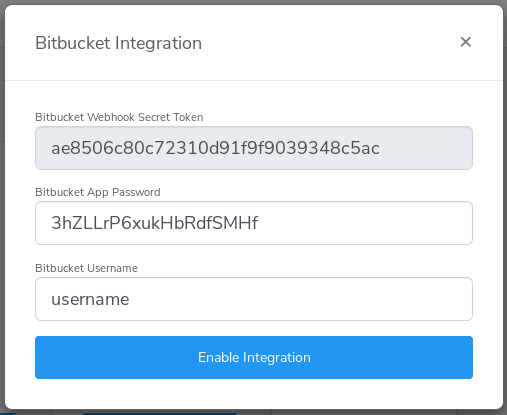 Bitbucket Integration
×
Bitbucket Webhook Secret Token
ae8506c80c72310d91f9f9039348c5ac
Bitbucket App Password
3hZLLrP6xukHbRdfSMHf
Bitbucket Username
username
Enable Integration